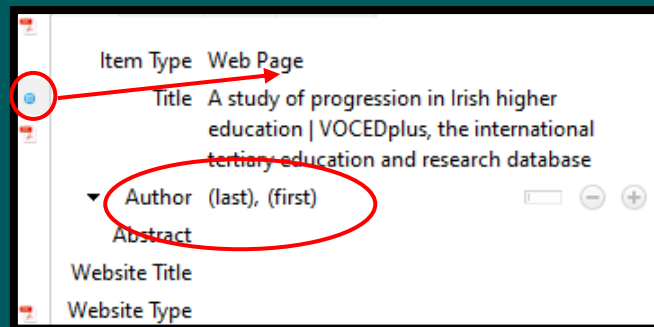 Item Type Web Page
Title A study of progression in Irish higher
education | VOCEDplus, the international
tertiary education and research database
Author (last), (first)
Abstract
Website Title
Website Type